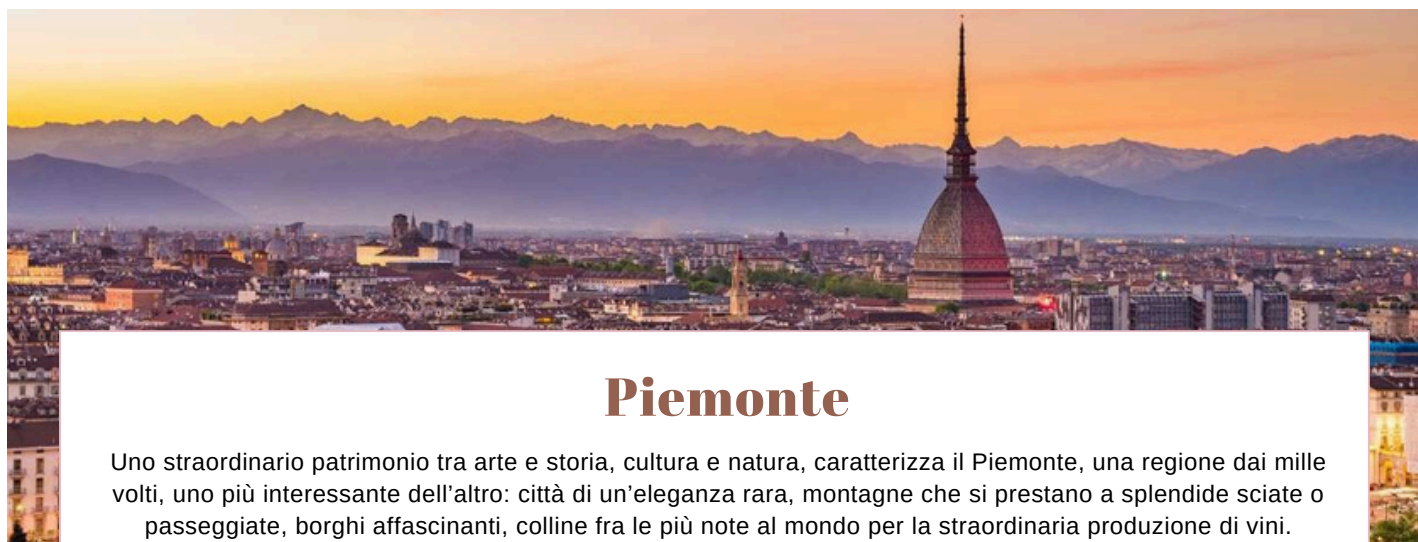 Piemonte
Uno straordinario patrimonio tra arte e storia, cultura e natura, caratterizza il Piemonte, una regione dai mille
volti, uno più interessante dell’altro: città di un’eleganza rara, montagne che si prestano a splendide sciate o
passeggiate, borghi affascinanti, colline fra le più note al mondo per la straordinaria produzione di vini.